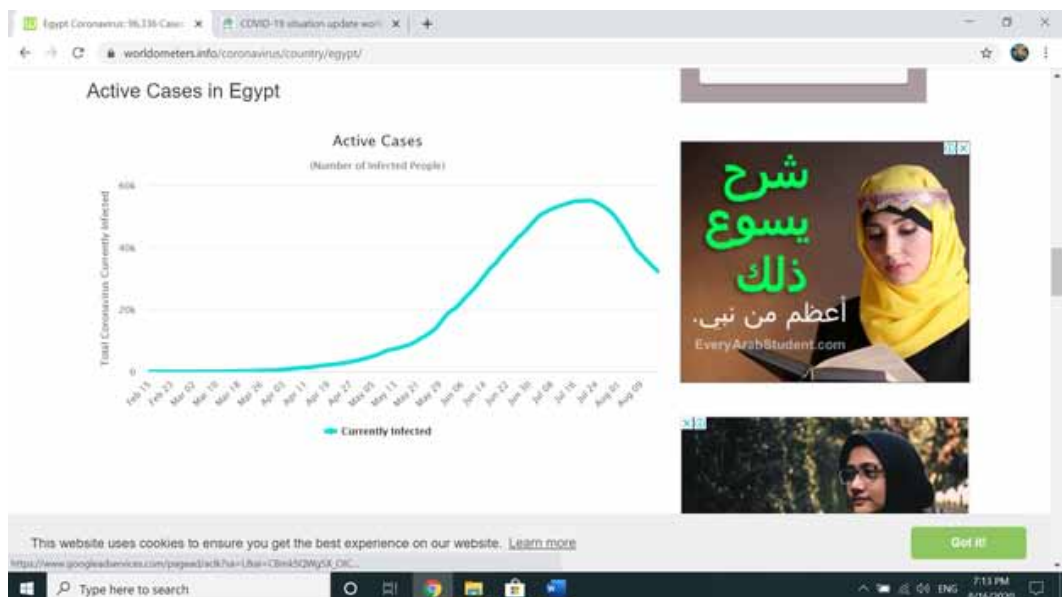 Egypt Coronavirus: 96,336 Cases
COVID-19 situation update worl
worldometers.info/coronavirus/country/egypt/
Active Cases in Egypt
Active Cases
(Number of Infected People)
Total Coronavirus Currently Infected
60k
40k
20k
0
Feb 15
Feb 23
Mar 02
Mar 10
Mar 18
Mar 26
Apr 03
Apr 11
Apr 19
Apr 27
May 05
May 13
May 21
May 29
Jun 06
Jun 14
Jun 22
Jun 30
Jul 08
Jul 16
Jul 24
Aug 01
Aug 09
Currently Infected
شرح
يسوع
ذلك
أعظم من نبي.
EveryArabStudent.com
This website uses cookies to ensure you get the best experience on our website. Learn more
Got it!
Type here to search
ENG
7:13 PM
8/16/2020